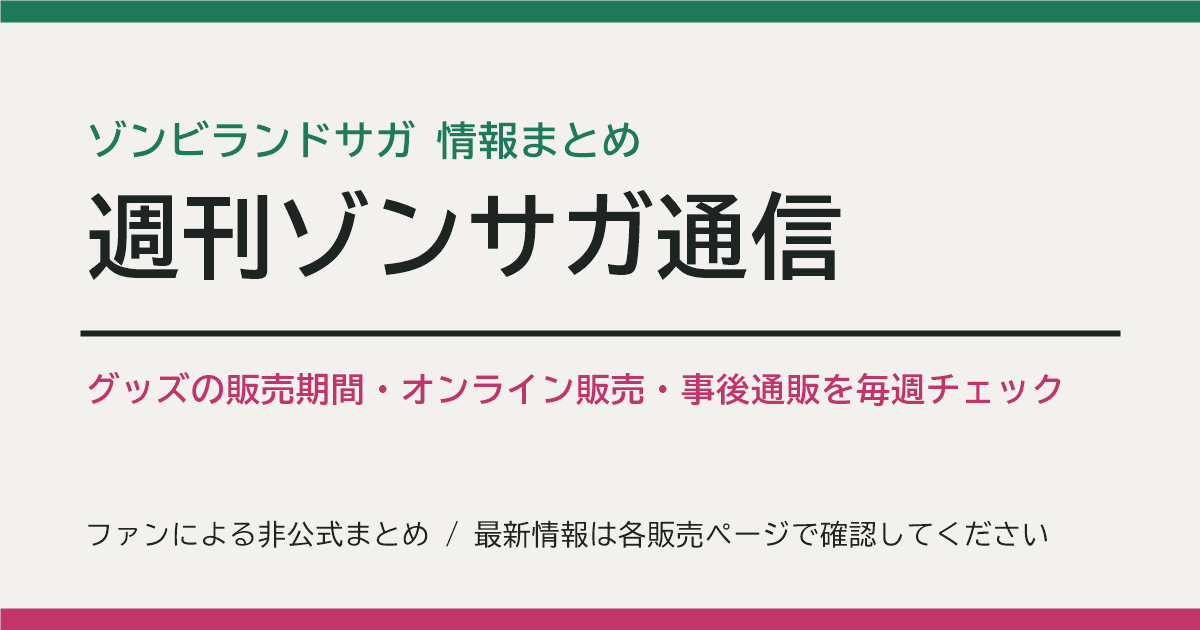 ゾンビランドサガ 情報まとめ
週刊ゾンサガ通信
グッズの販売期間・オンライン販売・事後通販を毎週チェック
ファンによる非公式まとめ / 最新情報は各販売ページで確認してください